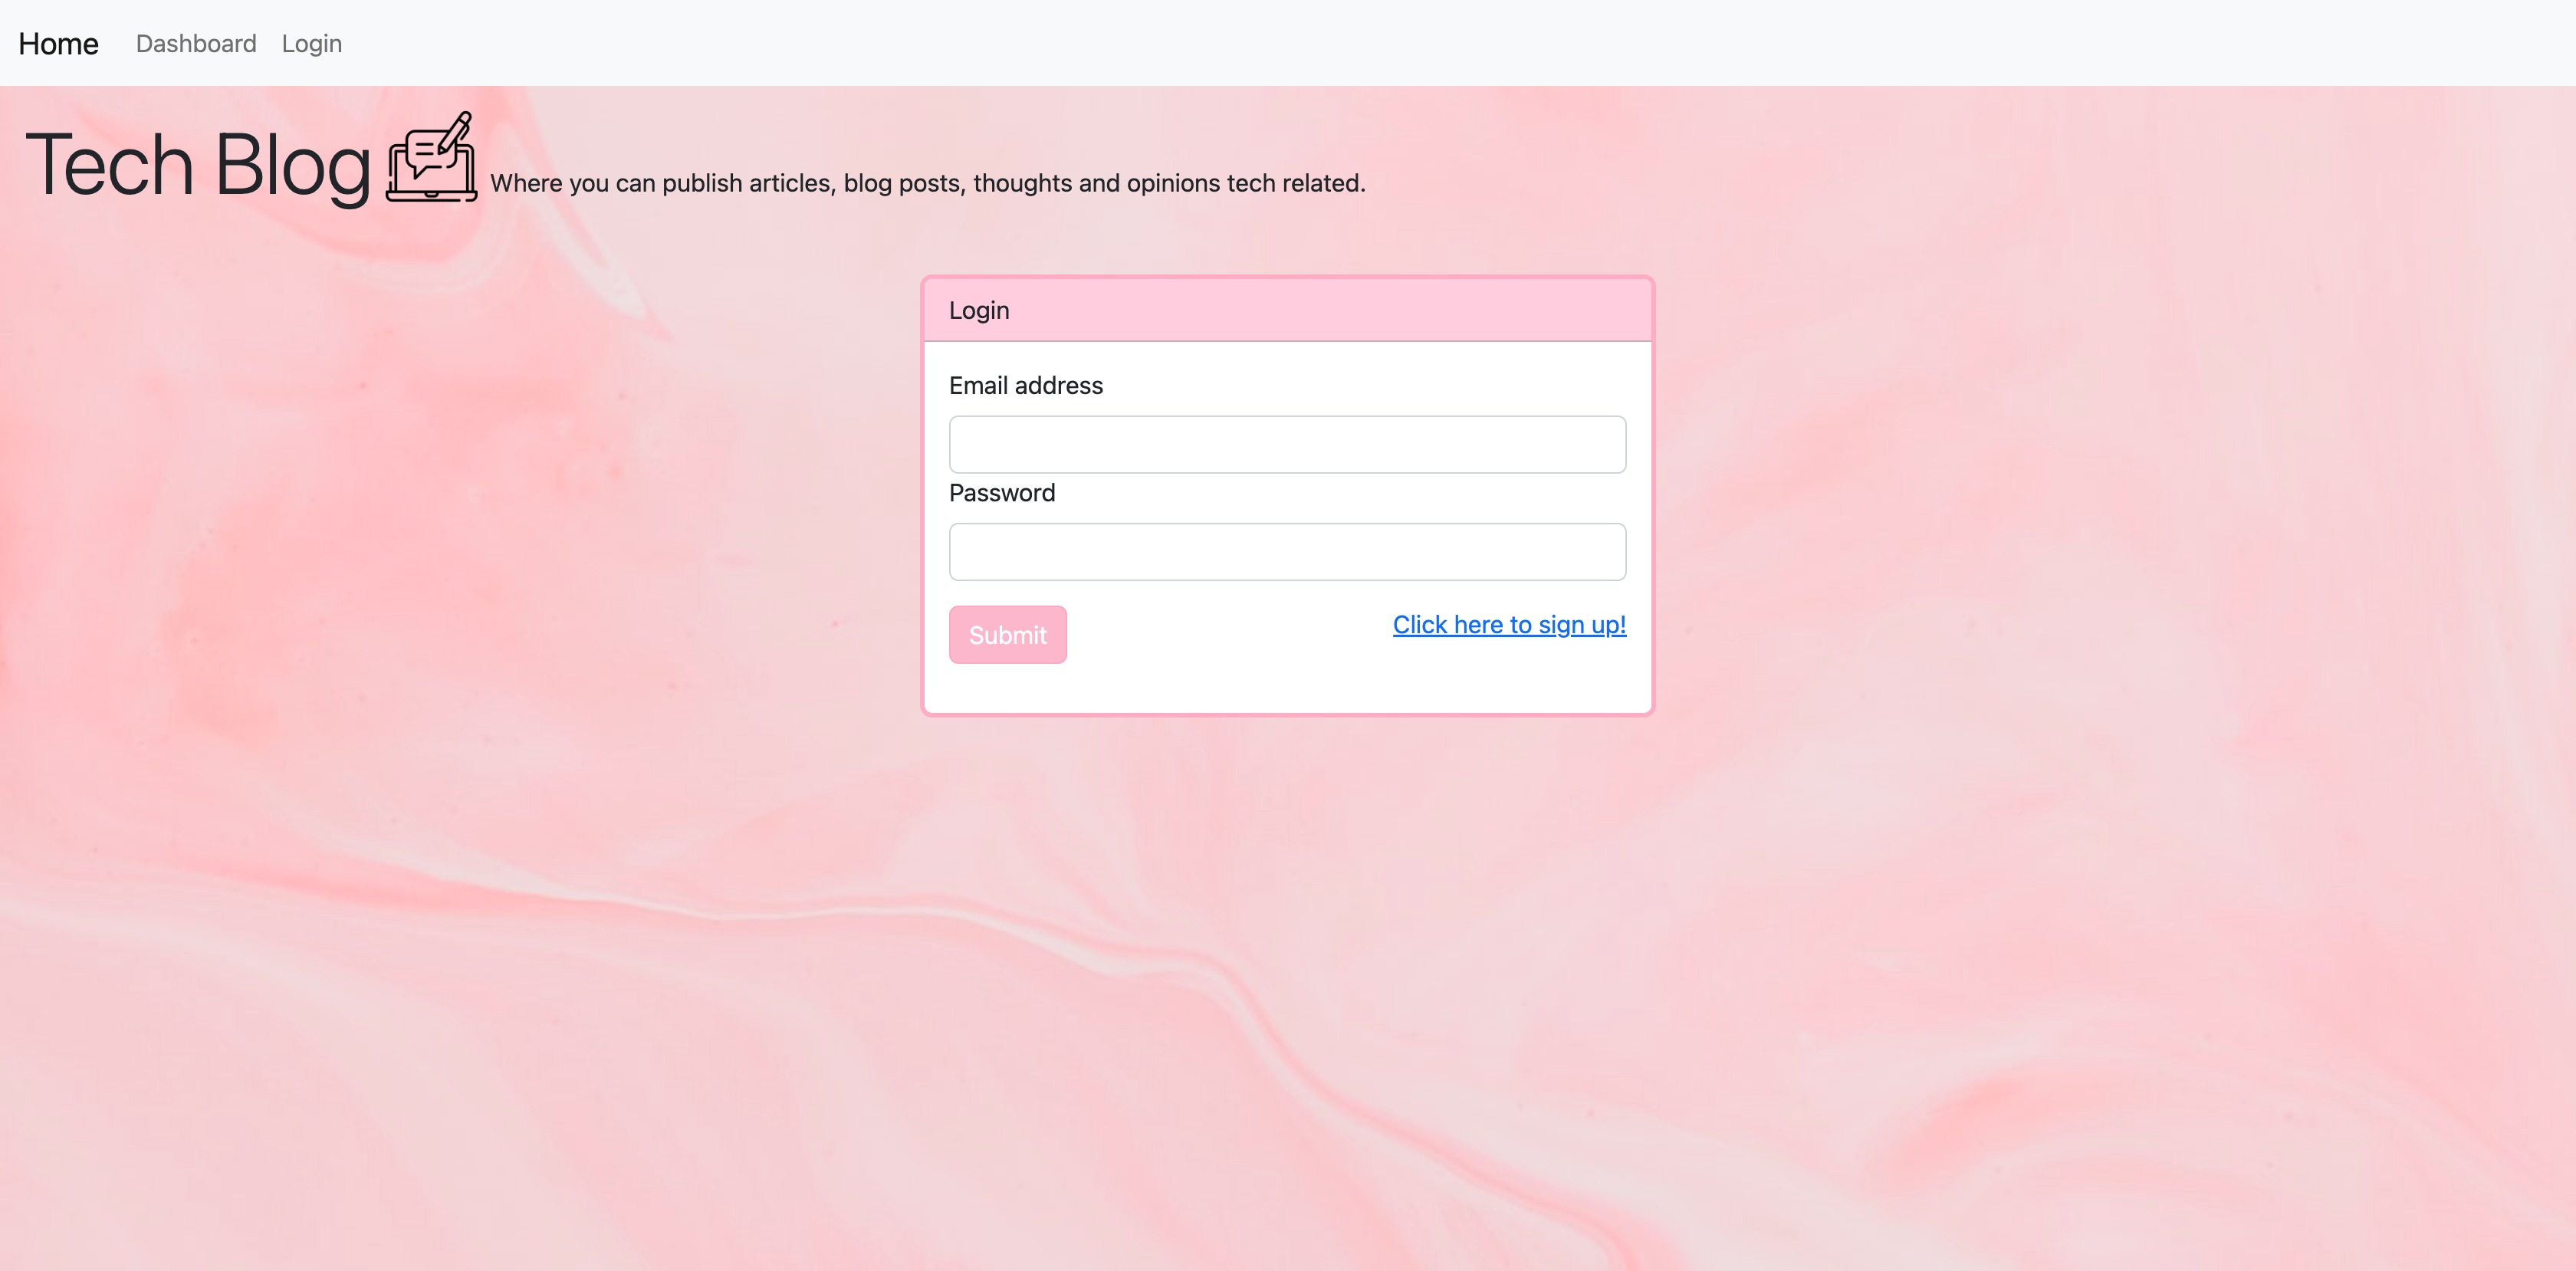 Home Dashboard Login
Tech Blog Where you can publish articles, blog posts, thoughts and opinions tech related.
Login
Email address
Password
Submit Click here to sign up!